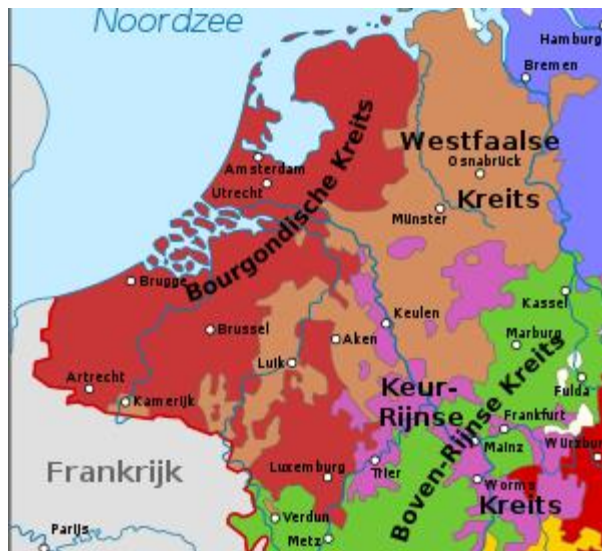 Noordzee
Hamburg
Bremen
Westfaalse
Osnabrück
Amsterdam
Utrecht
Kreits
Münster
Bourgondische Kreits
Brugge
Kassel
Keulen
Brussel
Aken
Marburg
Luik
Keur-
Artrecht
Fulda
Kamerijk
Rijnse
Frankfurt
Boven-Rijnse Kreits
Mainz
Würzbu
Frankrijk
Luxemburg
Trier
Worms
Kreits
Verdun
Parijs
Metz